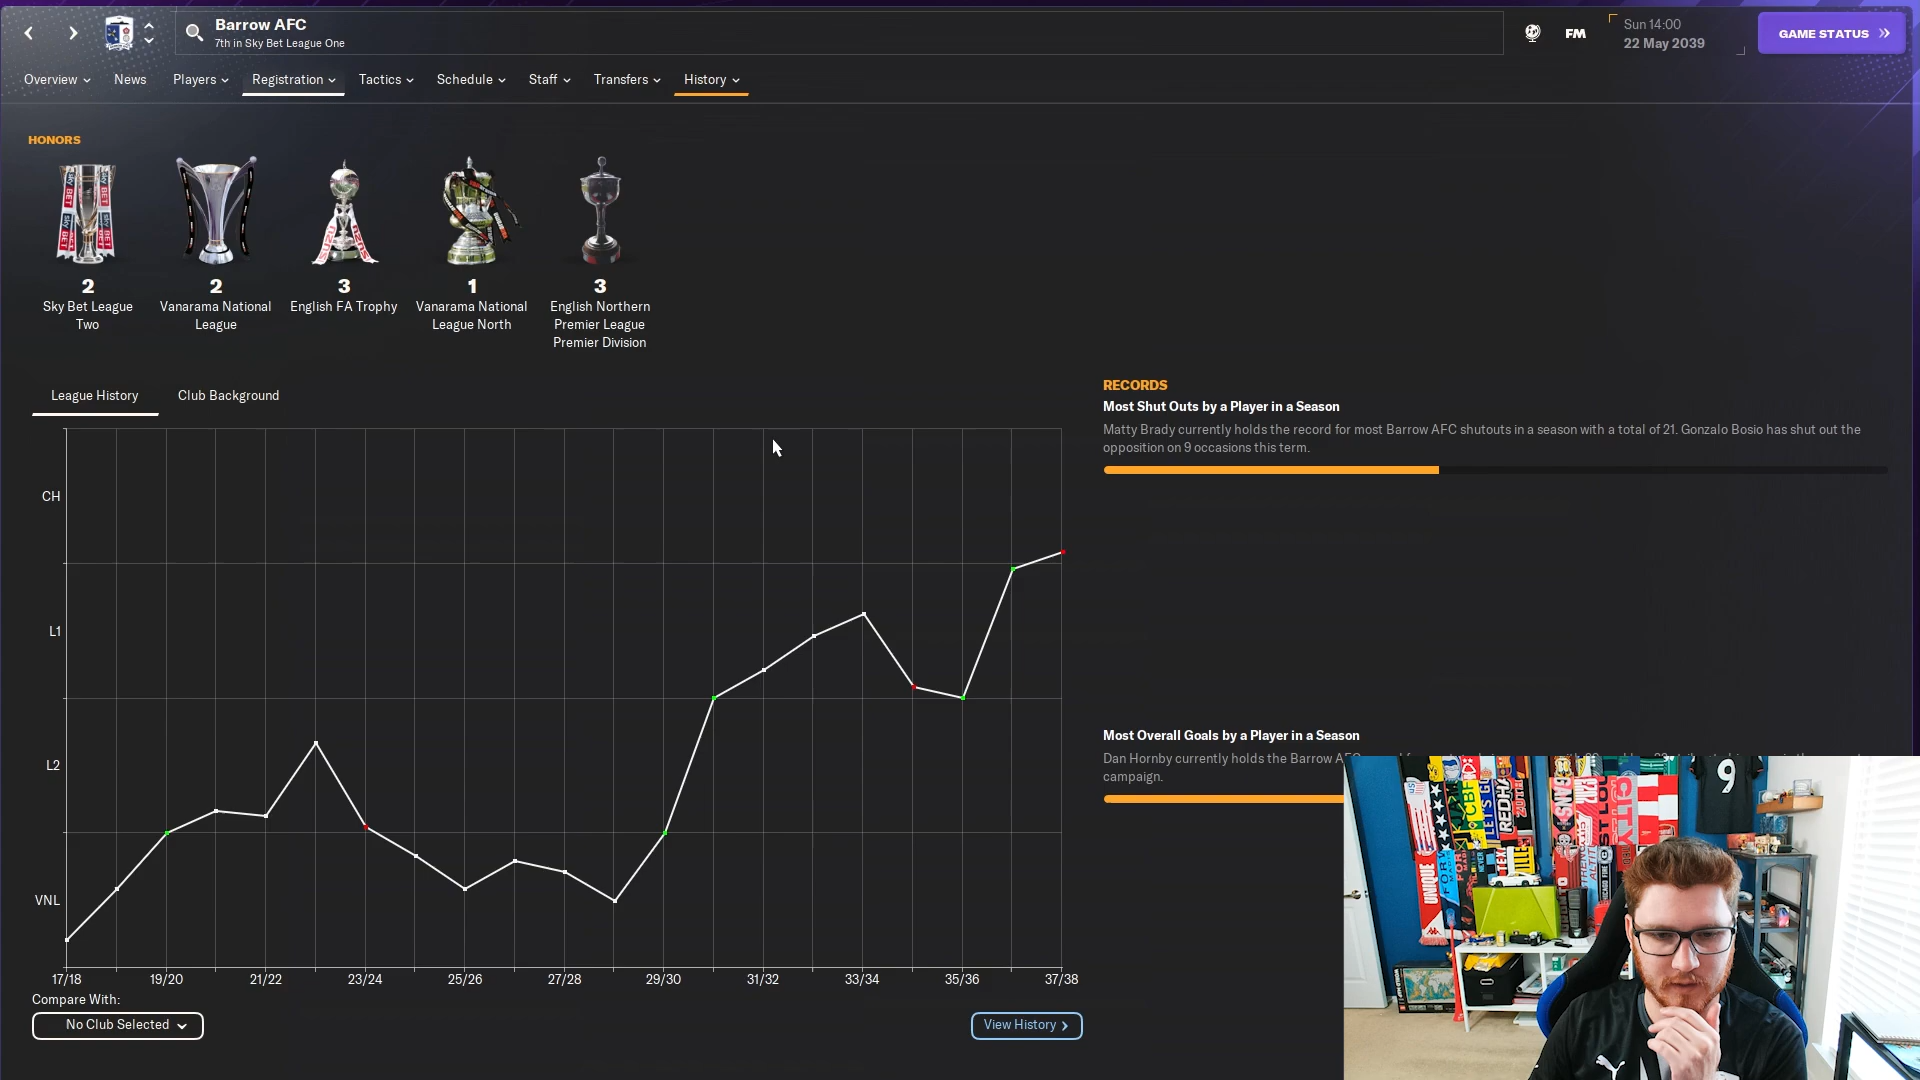 Barrow AFC
7th in Sky Bet League One
FM
Sun 14:00
22 May 2039
GAME STATUS
Overview
News
Players
Registration
Tactics
Schedule
Staff
Transfers
History
HONORS
2
Sky Bet League
Two
2
Vanarama National
League
3
English FA Trophy
1
Vanarama National
League North
3
English Northern
Premier League
Premier Division
League History
Club Background
RECORDS
Most Shut Outs by a Player in a Season
Matty Brady currently holds the record for most Barrow AFC shutouts in a season with a total of 21. Gonzalo Bosio has shut out the
opposition on 9 occasions this term.
Most Overall Goals by a Player in a Season
Dan Hornby currently holds the Barrow
campaign.
CH
L1
L2
VNL
17/18
19/20
21/22
23/24
25/26
27/28
29/30
31/32
33/34
35/36
37/38
Compare With:
No Club Selected
View History
9
UNIQUE
REDHA
CITY